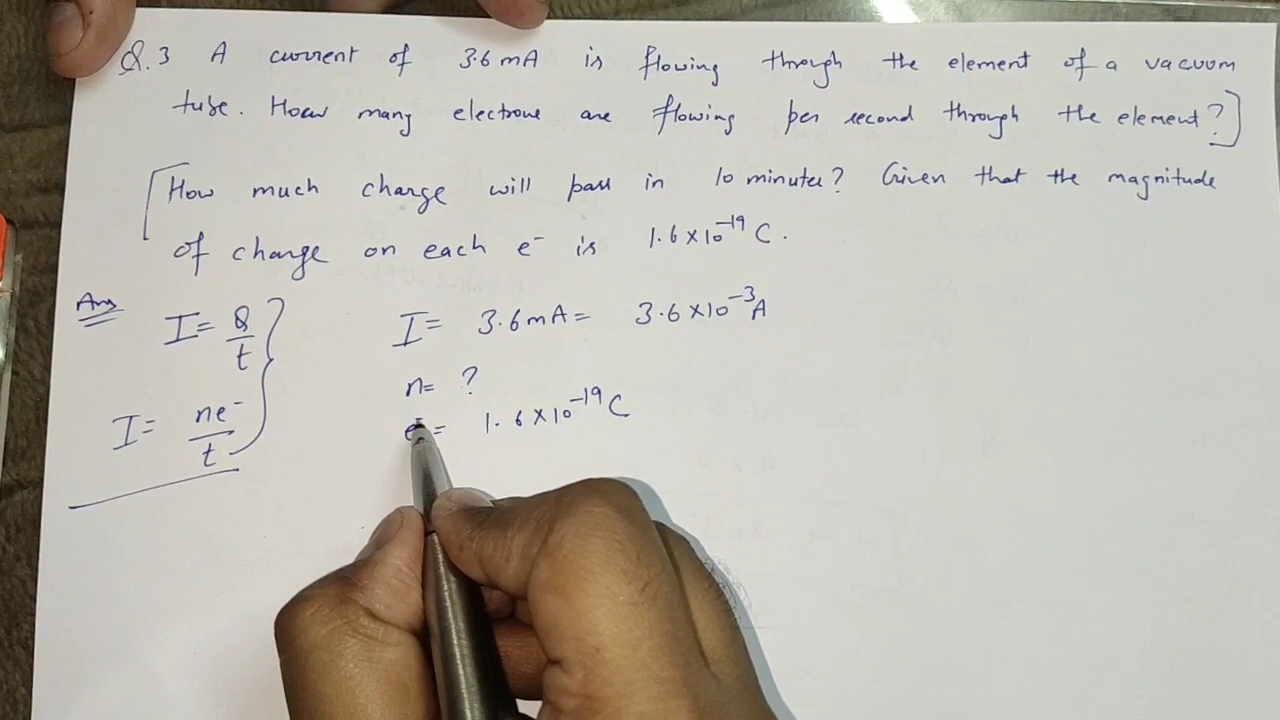 Q.3 A current of 3.6 mA is flowing through the element of a vacuum
tube. How many electrons are flowing per second through the element?]
[How much charge will pass in 10 minutes? Given that the magnitude
of charge on each e⁻ is 1.6×10⁻¹⁹ C.
Ans
I = Q/t
I = 3.6 mA = 3.6×10⁻³ A
n = ?
I = ne⁻/t
e = 1.6×10⁻¹⁹ C